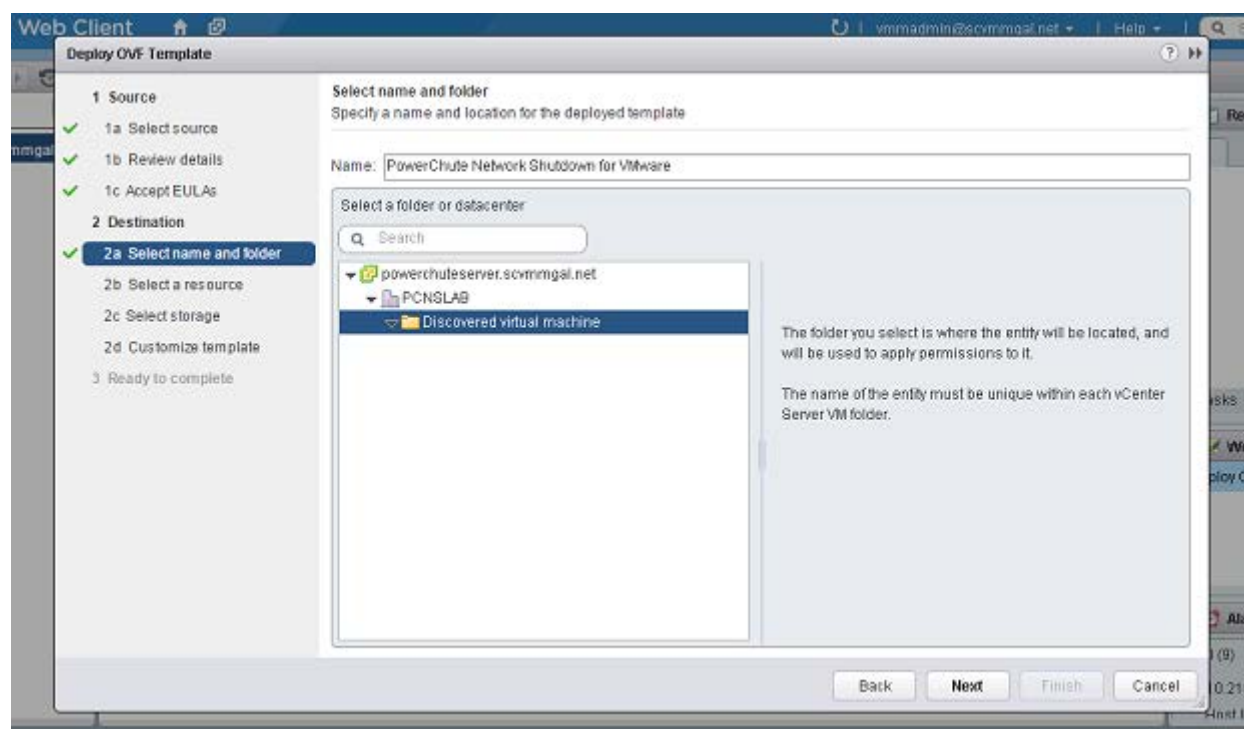 Web Client
vmmadmin@scvmmgal.net
Help
Deploy OVF Template
1 Source
1a Select source
1b Review details
1c Accept EULAs
2 Destination
2a Select name and folder
2b Select a resource
2c Select storage
2d Customize template
3 Ready to complete
Select name and folder
Specify a name and location for the deployed template
Name: PowerChute Network Shutdown for VMware
Select a folder or datacenter
Search
powerchuteserver.scvmmgal.net
PCNSLAB
Discovered virtual machine
The folder you select is where the entity will be located, and
will be used to apply permissions to it.
The name of the entity must be unique within each vCenter
Server VM folder.
Back Next Finish Cancel